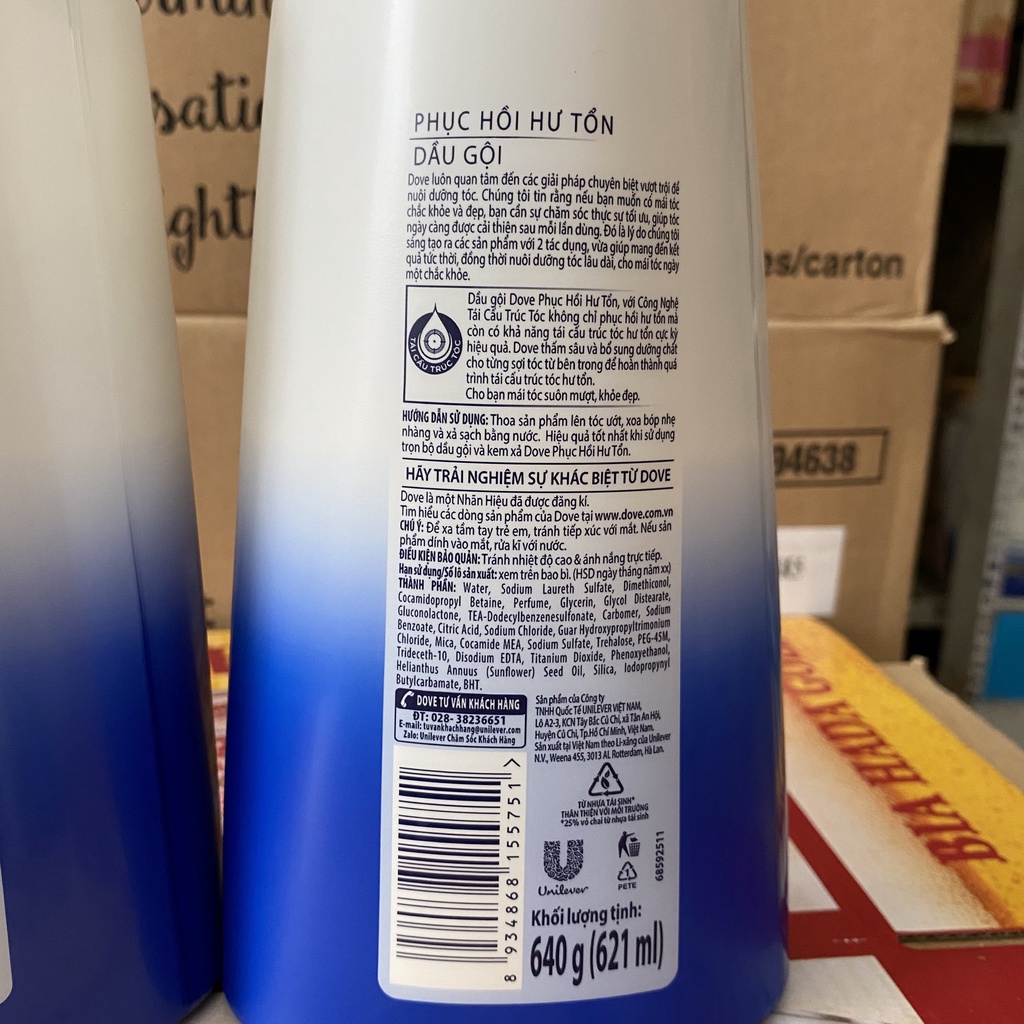 PHỤC HỒI HƯ TỔN
DẦU GỘI
Dove luôn quan tâm đến các giải pháp chuyên biệt vượt trội để
nuôi dưỡng tóc. Chúng tôi tin rằng nếu bạn muốn có mái tóc
chắc khỏe và đẹp, bạn cần sự chăm sóc thực sự tối ưu, giúp tóc
ngày càng được cải thiện sau mỗi lần dùng. Đó là lý do chúng tôi
sáng tạo ra các sản phẩm với 2 tác dụng, vừa giúp mang đến kết
quả tức thời, đồng thời nuôi dưỡng tóc lâu dài, cho mái tóc ngày
một chắc khỏe.
TÁI CẤU TRÚC TÓC
Dầu gội Dove Phục Hồi Hư Tổn, với Công Nghệ
Tái Cấu Trúc Tóc không chỉ phục hồi hư tổn mà
còn có khả năng tái cấu trúc tóc hư tổn cực kỳ
hiệu quả. Dove thấm sâu và bổ sung dưỡng chất
cho từng sợi tóc từ bên trong để hoàn thành quá
trình tái cấu trúc tóc hư tổn.
Cho bạn mái tóc suôn mượt, khỏe đẹp.
HƯỚNG DẪN SỬ DỤNG: Thoa sản phẩm lên tóc ướt, xoa bóp nhẹ
nhàng và xả sạch bằng nước. Hiệu quả tốt nhất khi sử dụng
trọn bộ dầu gội và kem xả Dove Phục Hồi Hư Tổn.
HÃY TRẢI NGHIỆM SỰ KHÁC BIỆT TỪ DOVE
Dove là một Nhãn Hiệu đã được đăng kí.
Tìm hiểu các dòng sản phẩm của Dove tại www.dove.com.vn
CHÚ Ý: Để xa tầm tay trẻ em, tránh tiếp xúc với mắt. Nếu sản
phẩm dính vào mắt, rửa kĩ với nước.
ĐIỀU KIỆN BẢO QUẢN: Tránh nhiệt độ cao & ánh nắng trực tiếp.
Hạn sử dụng/Số lô sản xuất: xem trên bao bì. (HSD ngày tháng năm xx)
THÀNH PHẦN: Water, Sodium Laureth Sulfate, Dimethiconol,
Cocamidopropyl Betaine, Perfume, Glycerin, Glycol Distearate,
Gluconolactone, TEA-Dodecylbenzenesulfonate, Carbomer, Sodium
Benzoate, Citric Acid, Sodium Chloride, Guar Hydroxypropyltrimonium
Chloride, Mica, Cocamide MEA, Sodium Sulfate, Trehalose, PEG-45M,
Trideceth-10, Disodium EDTA, Titanium Dioxide, Phenoxyethanol,
Helianthus Annuus (Sunflower) Seed Oil, Silica, Iodopropynyl
Butylcarbamate, BHT.
DOVE TƯ VẤN KHÁCH HÀNG
ĐT: 028- 38236651
E-mail: tuvankhachhang@unilever.com
Zalo: Unilever Chăm Sóc Khách Hàng
Sản phẩm của Công ty
TNHH Quốc Tế UNILEVER VIỆT NAM,
Lô A2-3, KCN Tây Bắc Củ Chi, xã Tân An Hội,
Huyện Củ Chi, Tp.Hồ Chí Minh, Việt Nam.
Sản xuất tại Việt Nam theo Li-xăng của Unilever
N.V., Weena 455, 3013 AL Rotterdam, Hà Lan.
TỪ NHỰA TÁI SINH*
THÂN THIỆN VỚI MÔI TRƯỜNG
*25% vỏ chai từ nhựa tái sinh
Unilever
1
PETE
68592511
8 934868 155751 >
Khối lượng tịnh:
640 g (621 ml)
es/carton
94638
BIA HADA GOLD